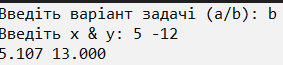 Введіть варіант задачі (a/b): b
Введіть x & y: 5 -12
5.107 13.000